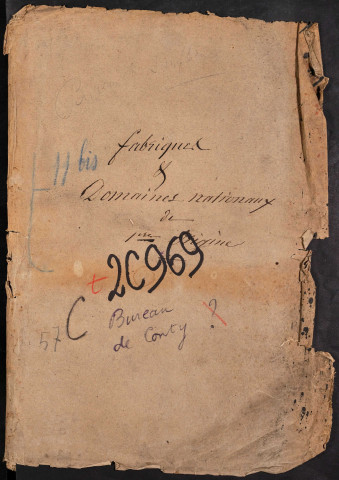 11 bis
fabriques
&
Domaines nationaux
de
1re origine
t 2C969
57 C
Bureau ?
de Conty